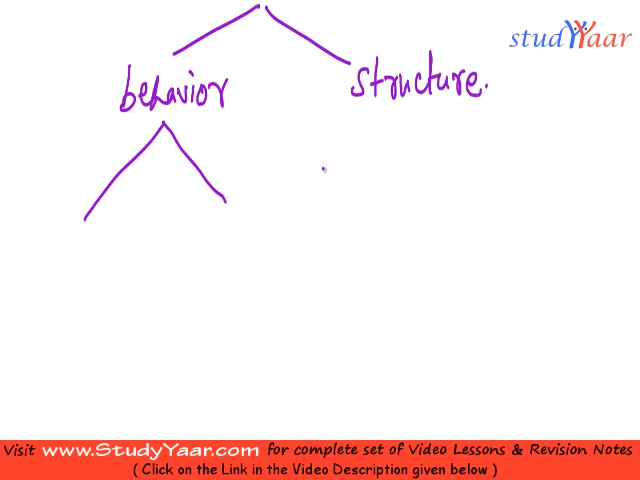 studYYaar
behavior structure.
Visit www.StudyYaar.com for complete set of Video Lessons & Revision Notes
( Click on the Link in the Video Description given below )